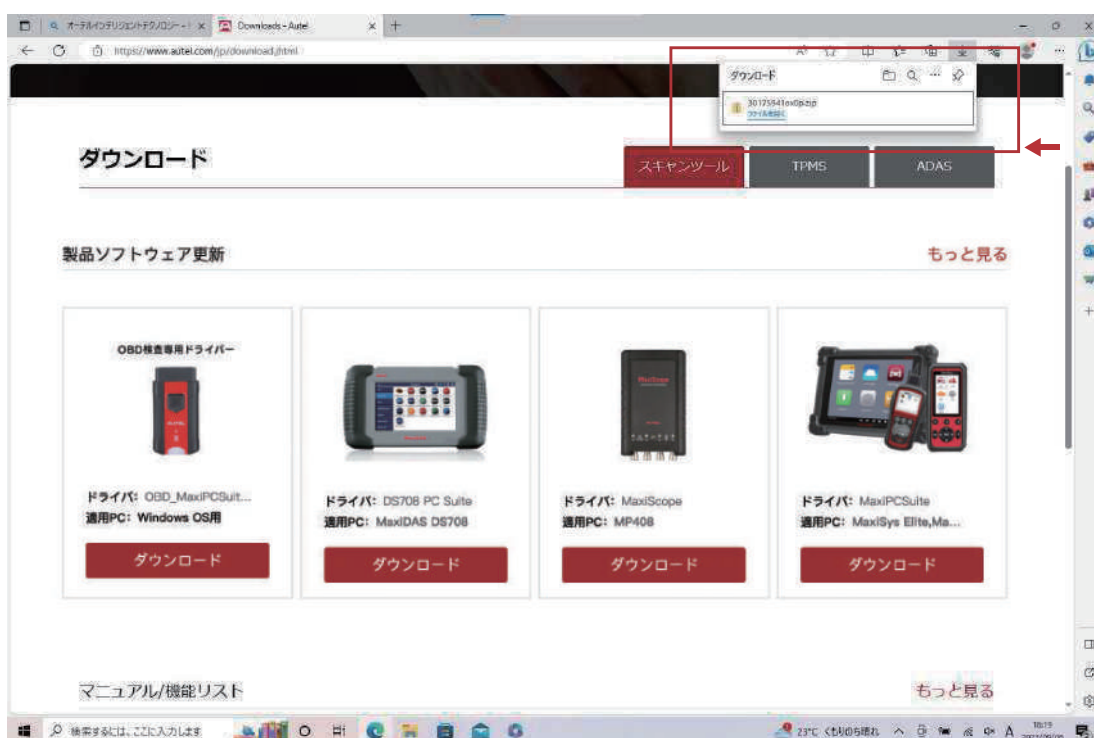 オーテルインテリジェントテクノロジー - Downloads - Autel
https://www.autel.com/jp/download.jhtml
ダウンロード
ファイルを開く
ダウンロード
スキャンツール TPMS ADAS
製品ソフトウェア更新 もっと見る
OBD検査専用ドライバー
ドライバ: OBD_MaxiPCSuit...
適用PC: Windows OS用
ダウンロード
ドライバ: DS708 PC Suite
適用PC: MaxiDAS DS708
ダウンロード
MaxiScope
ドライバ: MaxiScope
適用PC: MP408
ダウンロード
ドライバ: MaxiPCSuite
適用PC: MaxiSys Elite,Ma...
ダウンロード
マニュアル/機能リスト もっと見る
検索するには、ここに入力します 23°C くもりのち晴れ A 18:19